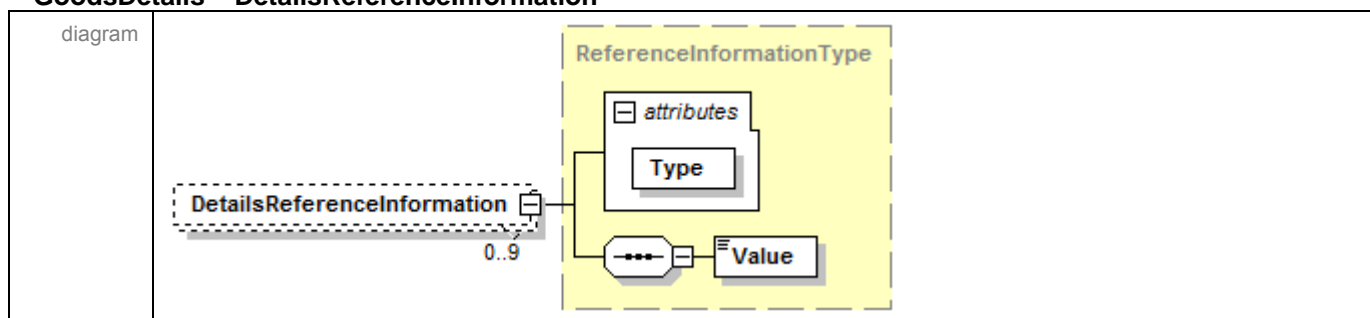 GoodsDetails – DetailsReferenceInformation
diagram
ReferenceInformationType
attributes
Type
DetailsReferenceInformation
0..9
Value